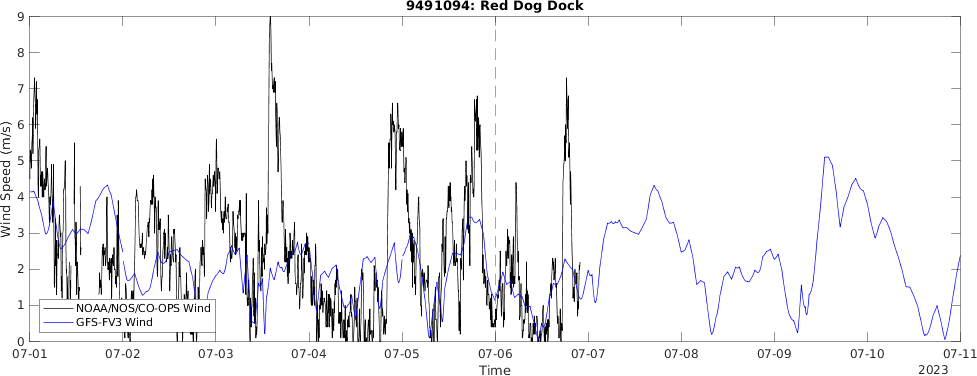 9491094: Red Dog Dock
9
8
7
6
5
4
3
2
1
0
Wind Speed (m/s)
NOAA/NOS/CO-OPS Wind
GFS-FV3 Wind
07-01 07-02 07-03 07-04 07-05 07-06 07-07 07-08 07-09 07-10 07-11
Time
2023